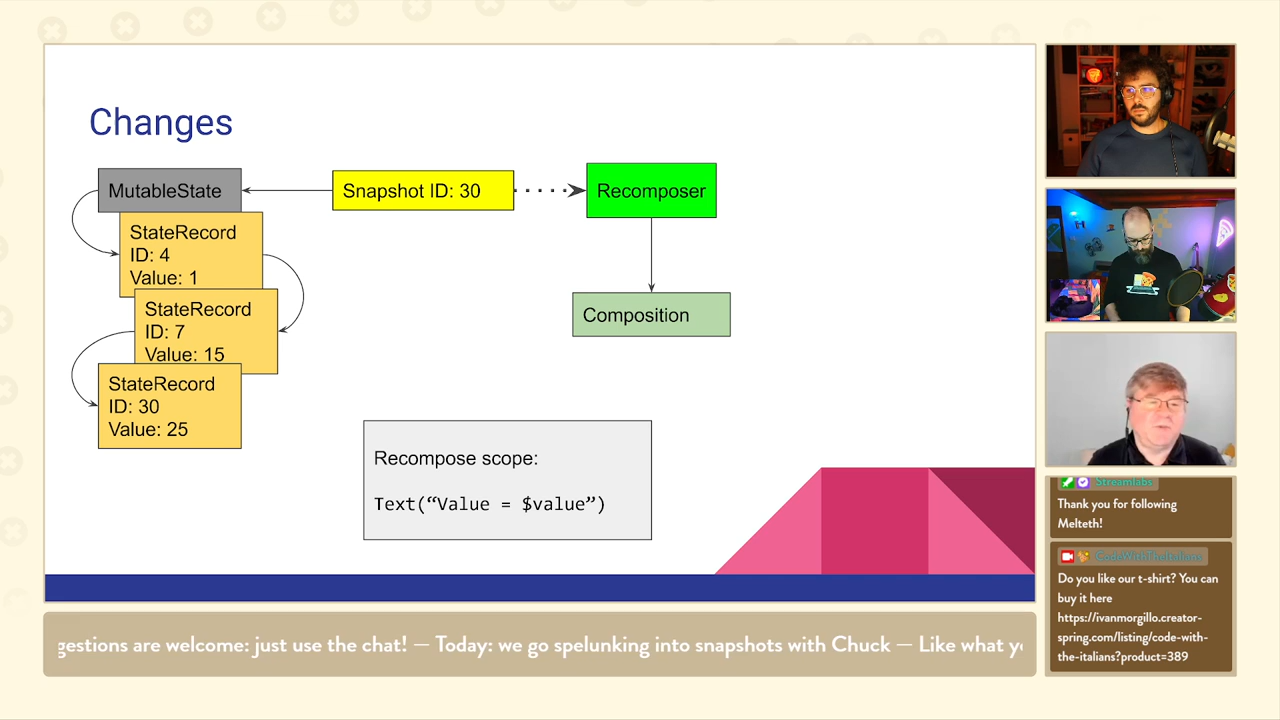 Changes
MutableState
Snapshot ID: 30
Recomposer
StateRecord
ID: 4
Value: 1
StateRecord
ID: 7
Value: 15
Composition
StateRecord
ID: 30
Value: 25
Recompose scope:
Text(“Value = $value”)
Streamlabs
Thank you for following
Melteth!
CodeWithTheItalians
Do you like our t-shirt? You can
buy it here
https://ivanmorgillo.creator-
spring.com/listing/code-with-
the-italians?product=389
gestions are welcome: just use the chat! — Today: we go spelunking into snapshots with Chuck — Like what yo